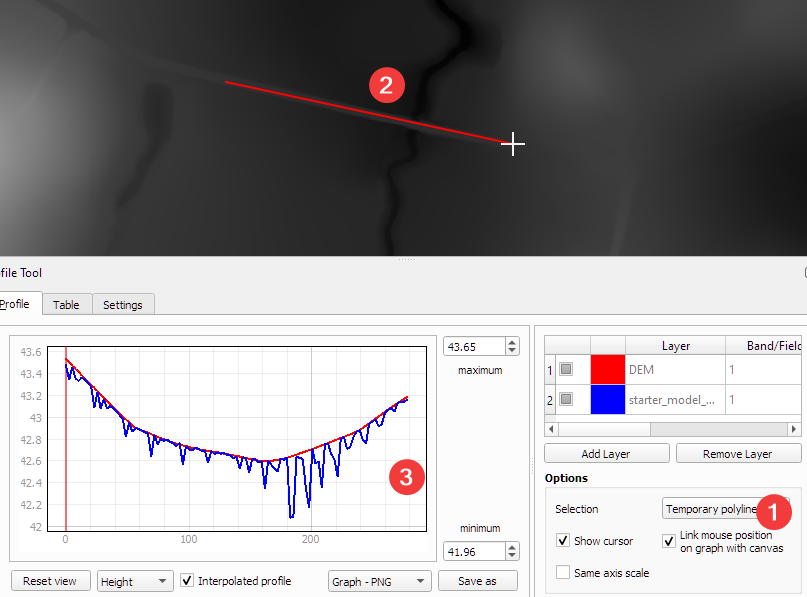 2
file Tool
Profile
Table
Settings
43.6
43.4
43.2
43
42.8
42.6
42.4
42.2
42
0
100
200
3
43.65
maximum
minimum
41.96
Layer
Band/Field
1
DEM
1
2
starter_model_...
1
Add Layer
Remove Layer
Options
Selection
Temporary polyline
1
Show cursor
Link mouse position
on graph with canvas
Same axis scale
Reset view
Height
Interpolated profile
Graph - PNG
Save as